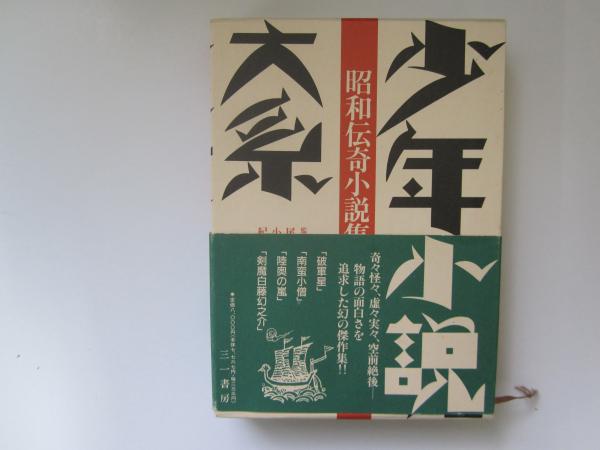 少年小説
大系
昭和伝奇小説集
奇々怪々、虚々実々、空前絶後―
物語の面白さを
追求した幻の傑作集!!
「破軍星」
「南蛮小僧」
「陸奥の嵐」
「剣魔白藤幻之介」
三一書房